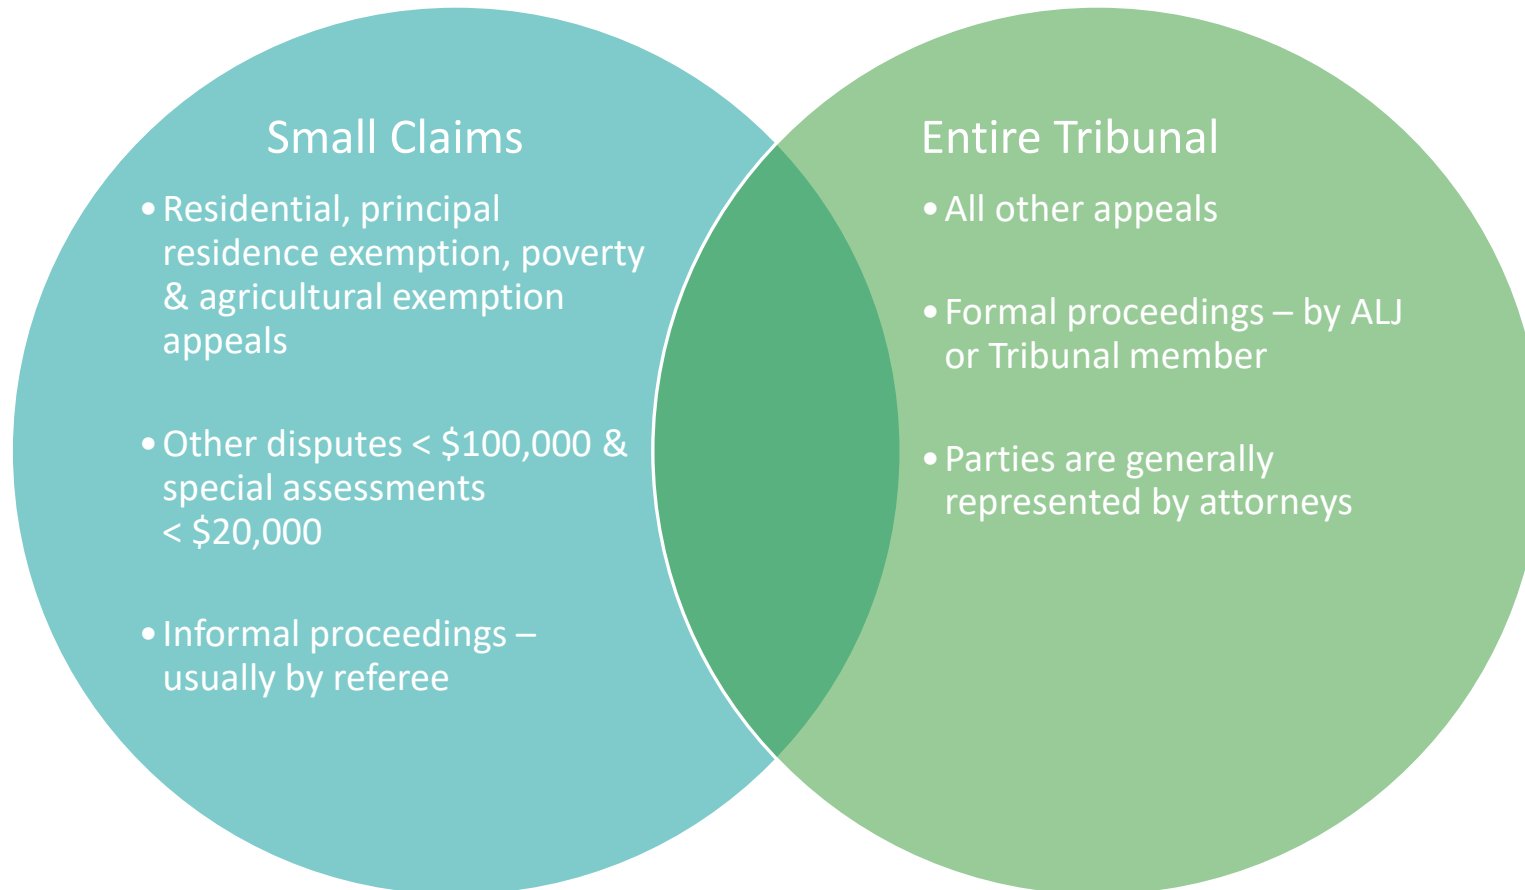 Small Claims
• Residential, principal
residence exemption, poverty
& agricultural exemption
appeals
• Other disputes < $100,000 &
special assessments
< $20,000
• Informal proceedings –
usually by referee
Entire Tribunal
• All other appeals
• Formal proceedings – by ALJ
or Tribunal member
• Parties are generally
represented by attorneys